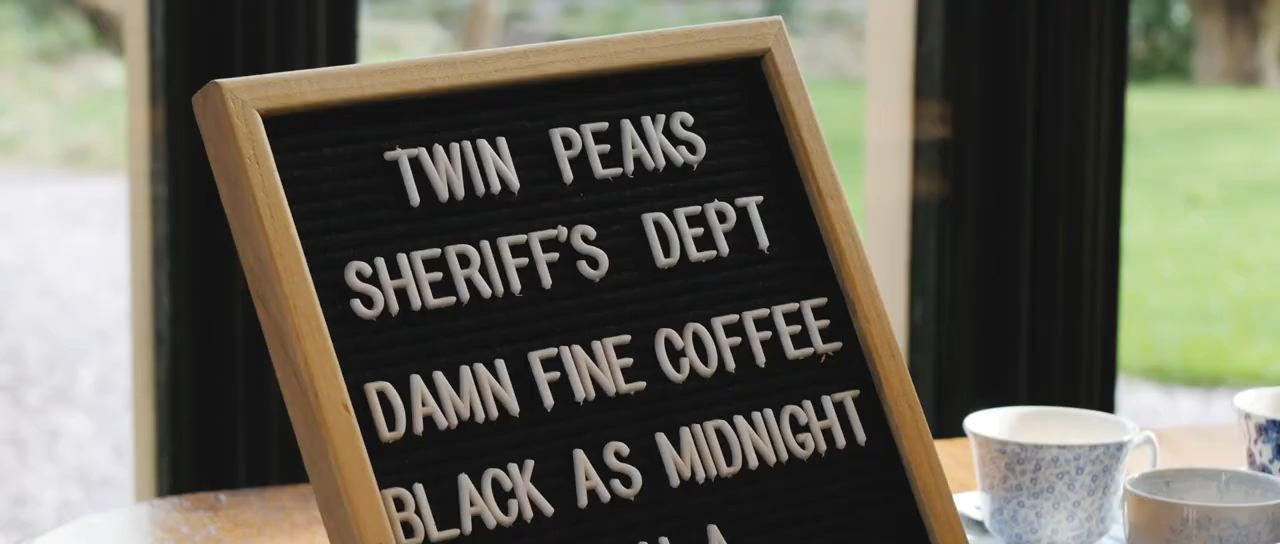 TWIN PEAKS
SHERIFF'S DEPT
DAMN FINE COFFEE
BLACK AS MIDNIGHT